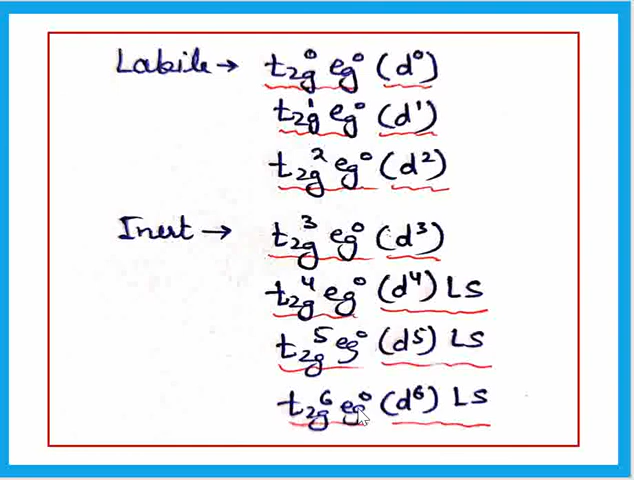 Labile → t₂g⁰ eg⁰ (d⁰)
t₂g¹ eg⁰ (d¹)
t₂g² eg⁰ (d²)
Inert → t₂g³ eg⁰ (d³)
t₂g⁴ eg⁰ (d⁴) LS
t₂g⁵ eg⁰ (d⁵) LS
t₂g⁶ eg⁰ (d⁶) LS